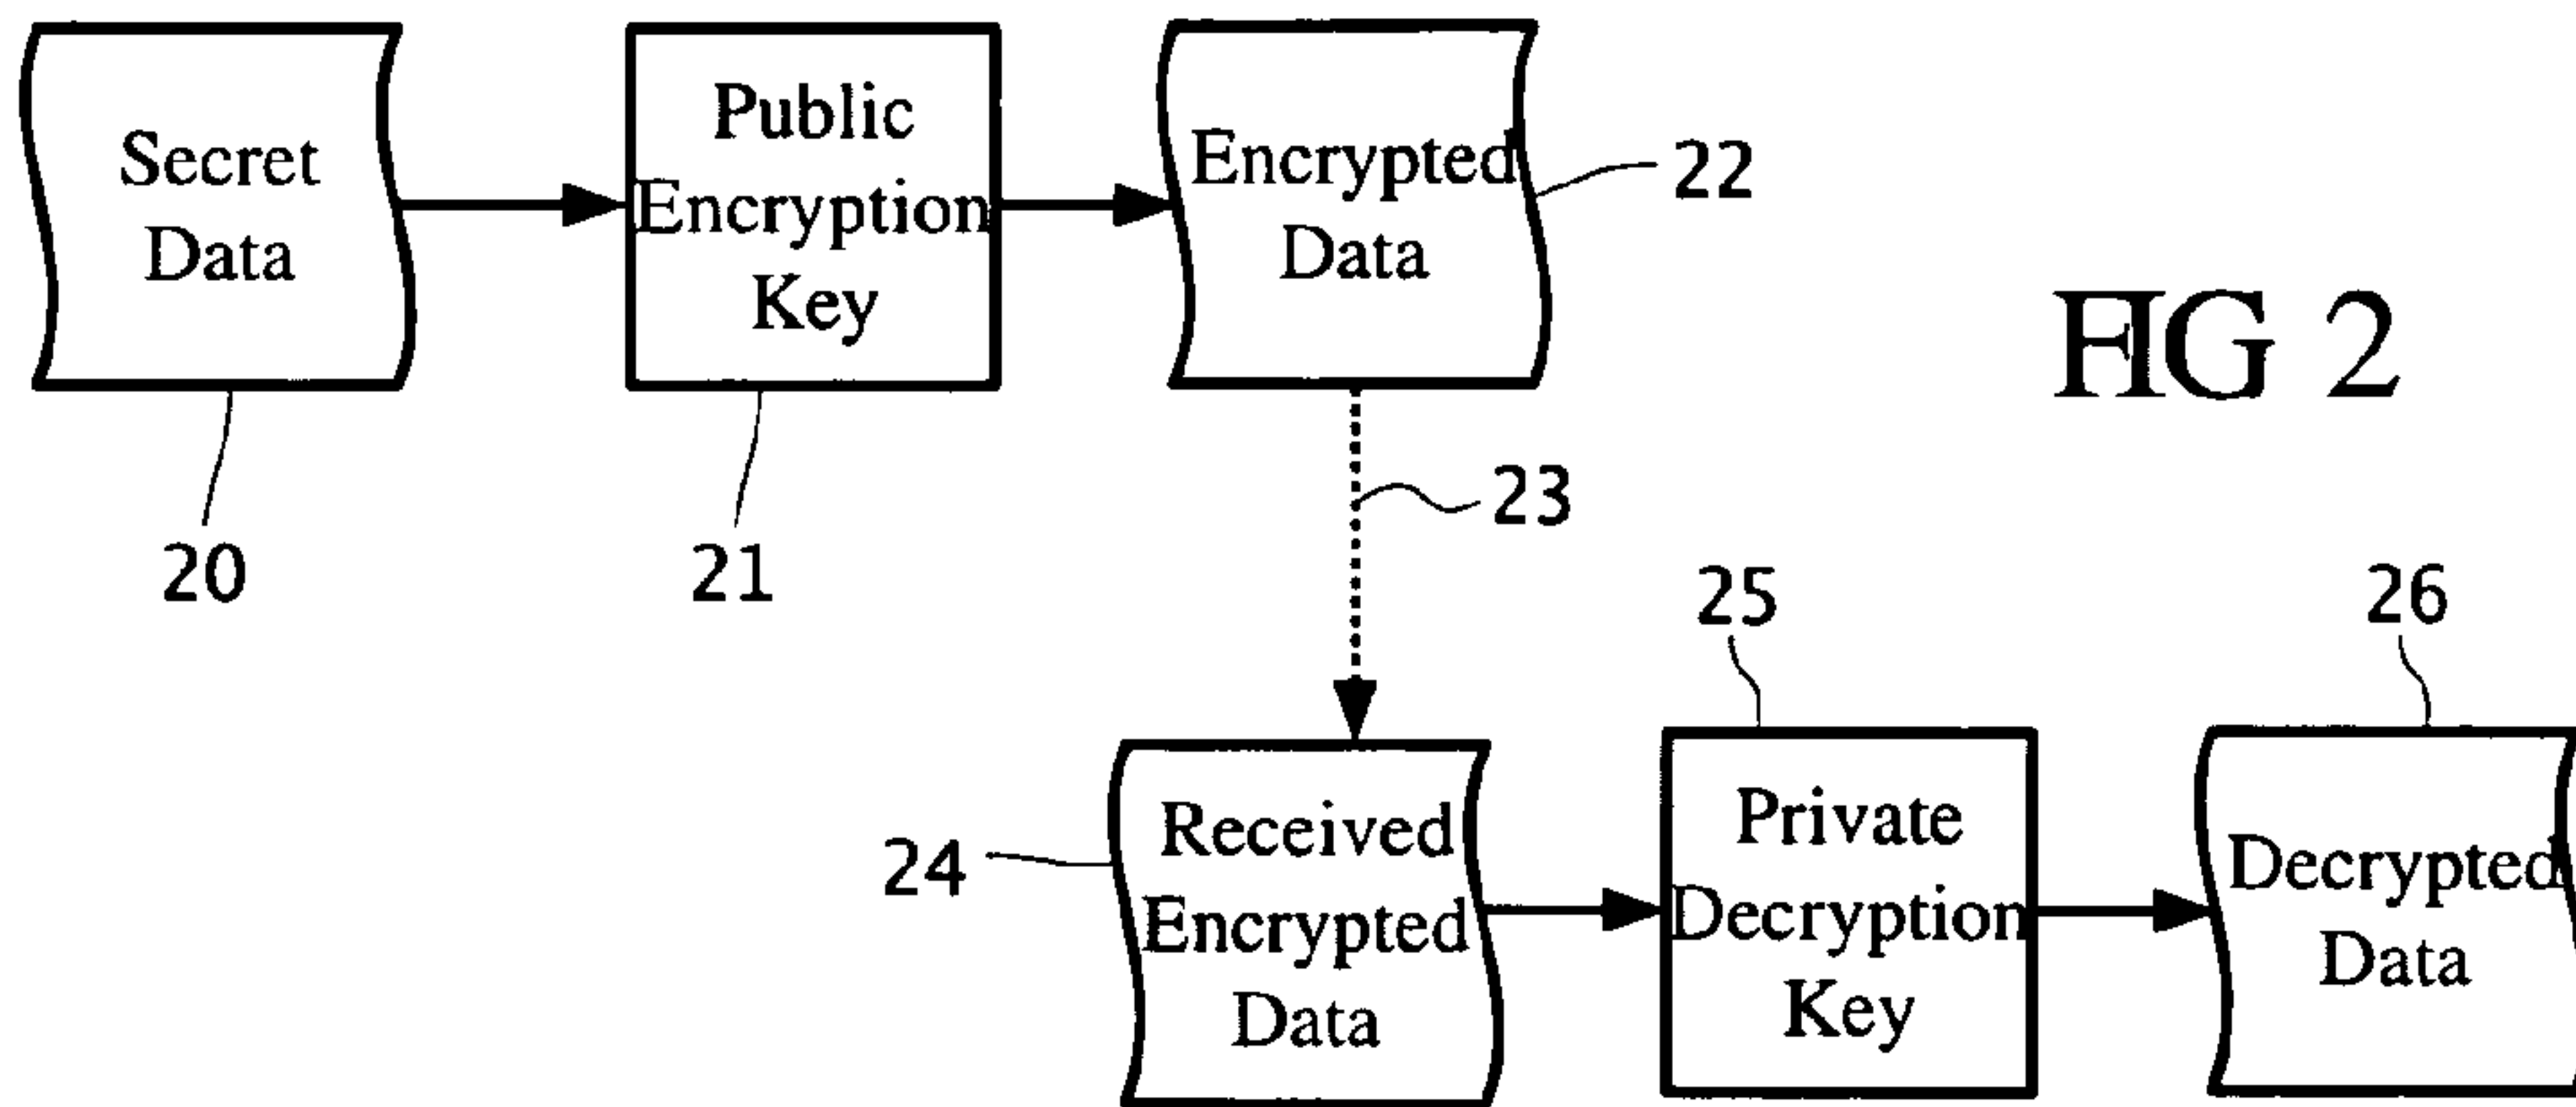 Secret
Data
Public
Encryption
Key
Encrypted
Data
22
FIG 2
23
20
21
25
26
24
Received
Encrypted
Data
Private
Decryption
Key
Decrypted
Data